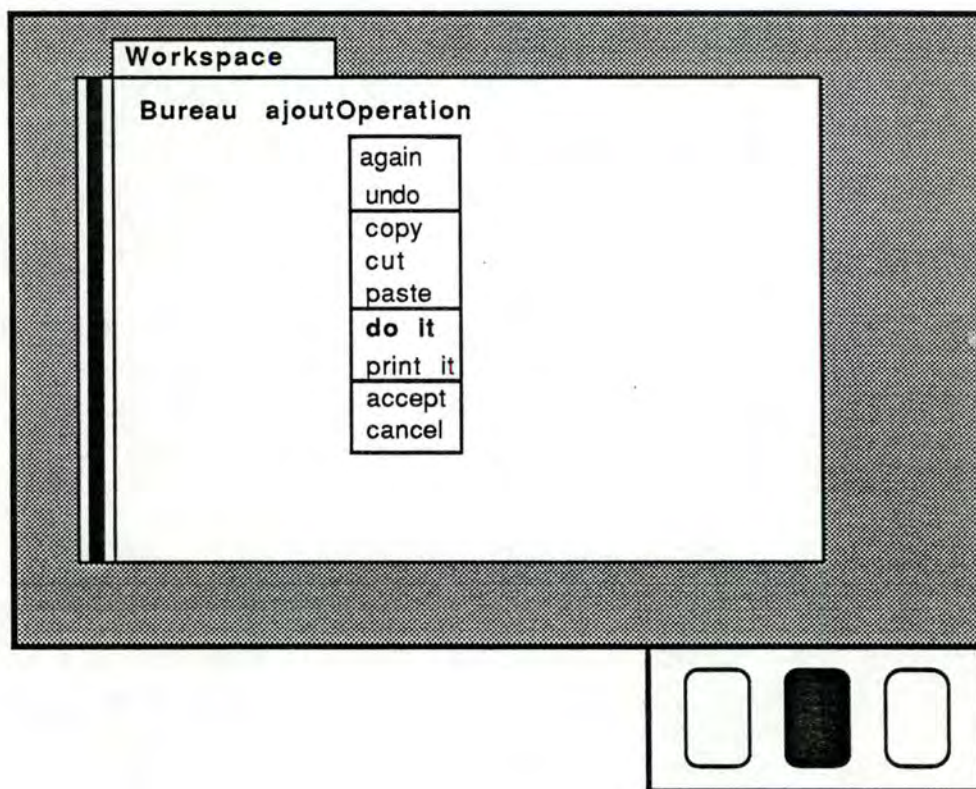 Workspace
Bureau ajoutOperation
again
undo
copy
cut
paste
do it
print it
accept
cancel